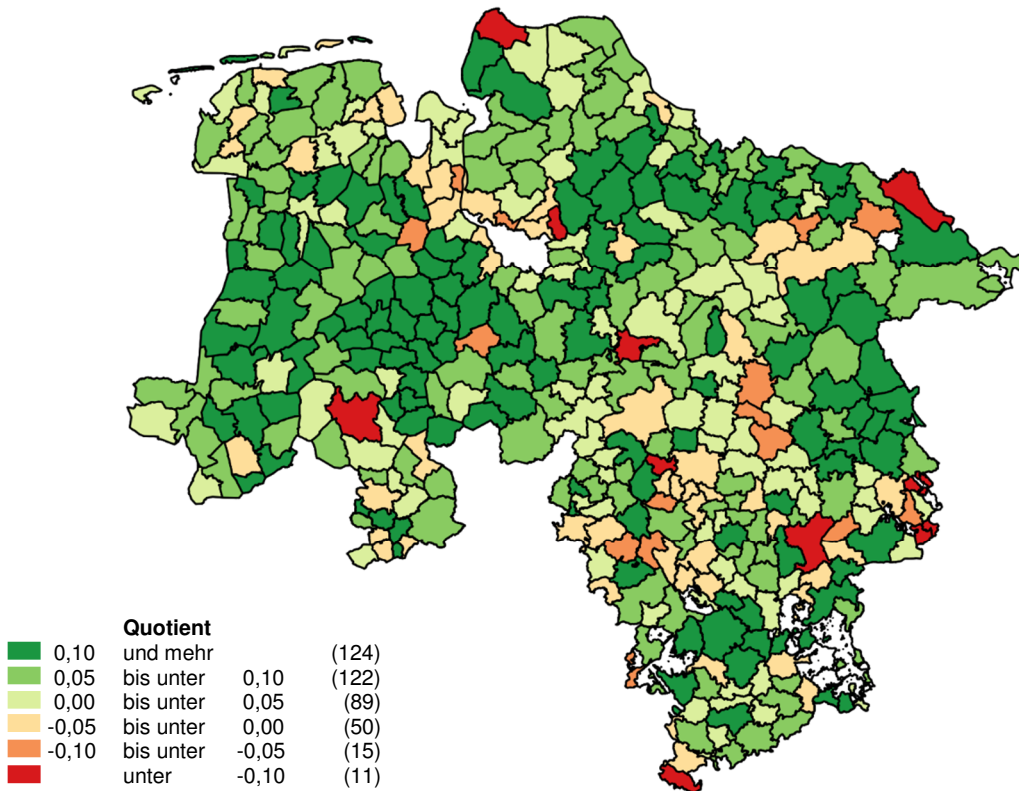 Quotient
0,10 und mehr (124)
0,05 bis unter 0,10 (122)
0,00 bis unter 0,05 (89)
-0,05 bis unter 0,00 (50)
-0,10 bis unter -0,05 (15)
unter -0,10 (11)